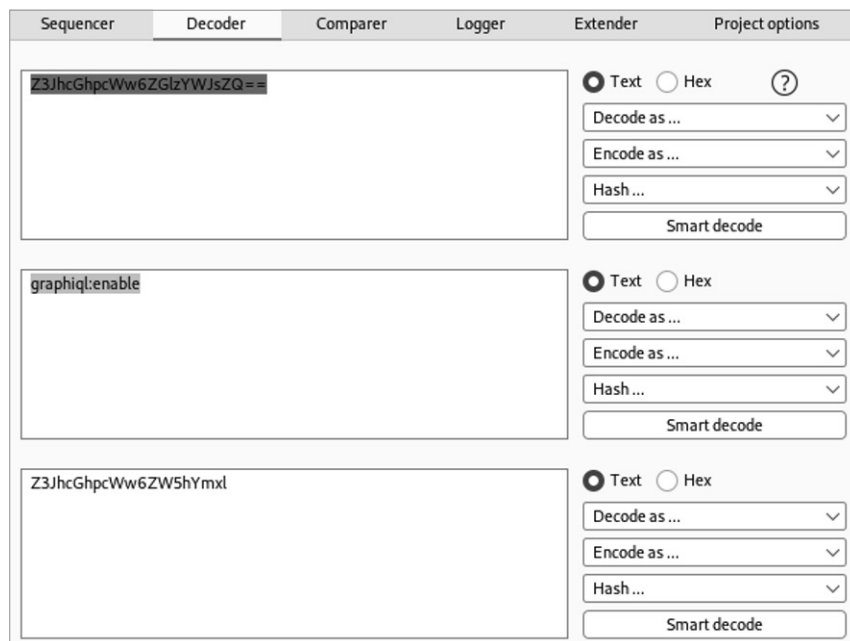 Sequencer Decoder Comparer Logger Extender Project options
Z3JhcGhpcWw6ZGlzYWJsZQ==
Text Hex ?
Decode as ...
Encode as ...
Hash ...
Smart decode
graphiql:enable
Text Hex
Decode as ...
Encode as ...
Hash ...
Smart decode
Z3JhcGhpcWw6ZW5hYmxl
Text Hex
Decode as ...
Encode as ...
Hash ...
Smart decode